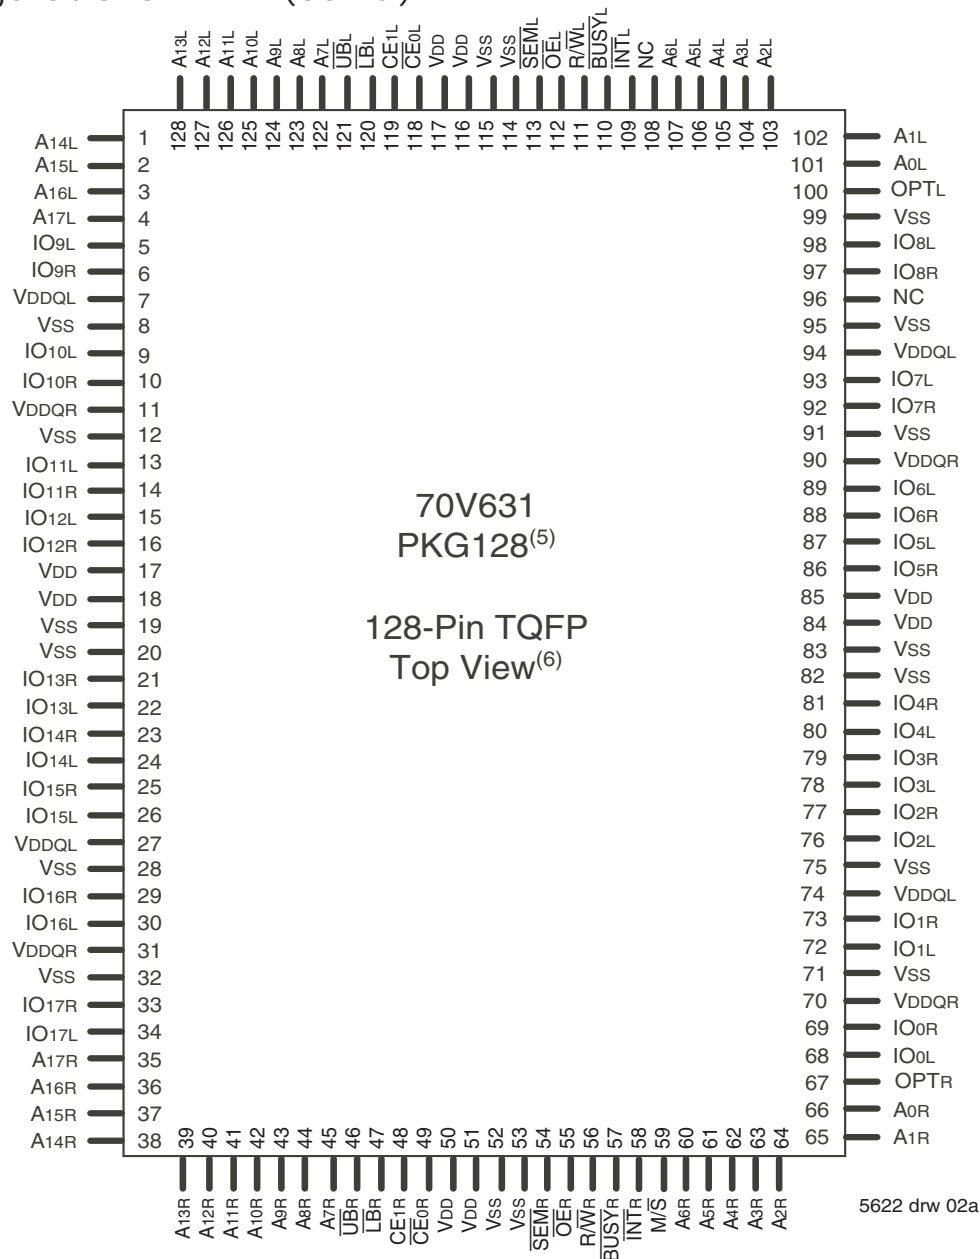 A13L
A12L
A11L
A10L
A9L
A8L
A7L
UBL
LBL
CE1L
CE0L
VDD
VDD
VSS
VSS
SEML
OEL
R/WL
BUSYL
INTL
NC
A6L
A5L
A4L
A3L
A2L
128
127
126
125
124
123
122
121
120
119
118
117
116
115
114
113
112
111
110
109
108
107
106
105
104
103
A14L 1
A15L 2
A16L 3
A17L 4
IO9L 5
IO9R 6
VDDQL 7
VSS 8
IO10L 9
IO10R 10
VDDQR 11
VSS 12
IO11L 13
IO11R 14
IO12L 15
IO12R 16
VDD 17
VDD 18
VSS 19
VSS 20
IO13R 21
IO13L 22
IO14R 23
IO14L 24
IO15R 25
IO15L 26
VDDQL 27
VSS 28
IO16R 29
IO16L 30
VDDQR 31
VSS 32
IO17R 33
IO17L 34
A17R 35
A16R 36
A15R 37
A14R 38
70V631
PKG128(5)
128-Pin TQFP
Top View(6)
102 A1L
101 A0L
100 OPTL
99 VSS
98 IO8L
97 IO8R
96 NC
95 VSS
94 VDDQL
93 IO7L
92 IO7R
91 VSS
90 VDDQR
89 IO6L
88 IO6R
87 IO5L
86 IO5R
85 VDD
84 VDD
83 VSS
82 VSS
81 IO4R
80 IO4L
79 IO3R
78 IO3L
77 IO2R
76 IO2L
75 VSS
74 VDDQL
73 IO1R
72 IO1L
71 VSS
70 VDDQR
69 IO0R
68 IO0L
67 OPTR
66 A0R
65 A1R
39
40
41
42
43
44
45
46
47
48
49
50
51
52
53
54
55
56
57
58
59
60
61
62
63
64
A13R
A12R
A11R
A10R
A9R
A8R
A7R
UBR
LBR
CE1R
CE0R
VDD
VDD
VSS
VSS
SEMR
OER
R/WR
BUSYR
INTR
M/S
A6R
A5R
A4R
A3R
A2R
5622 drw 02a